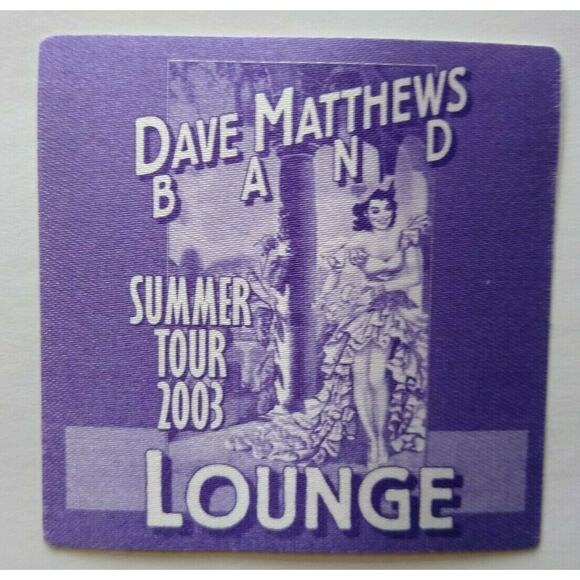 DAVE MATTHEWS
BAND
SUMMER
TOUR
2003
LOUNGE